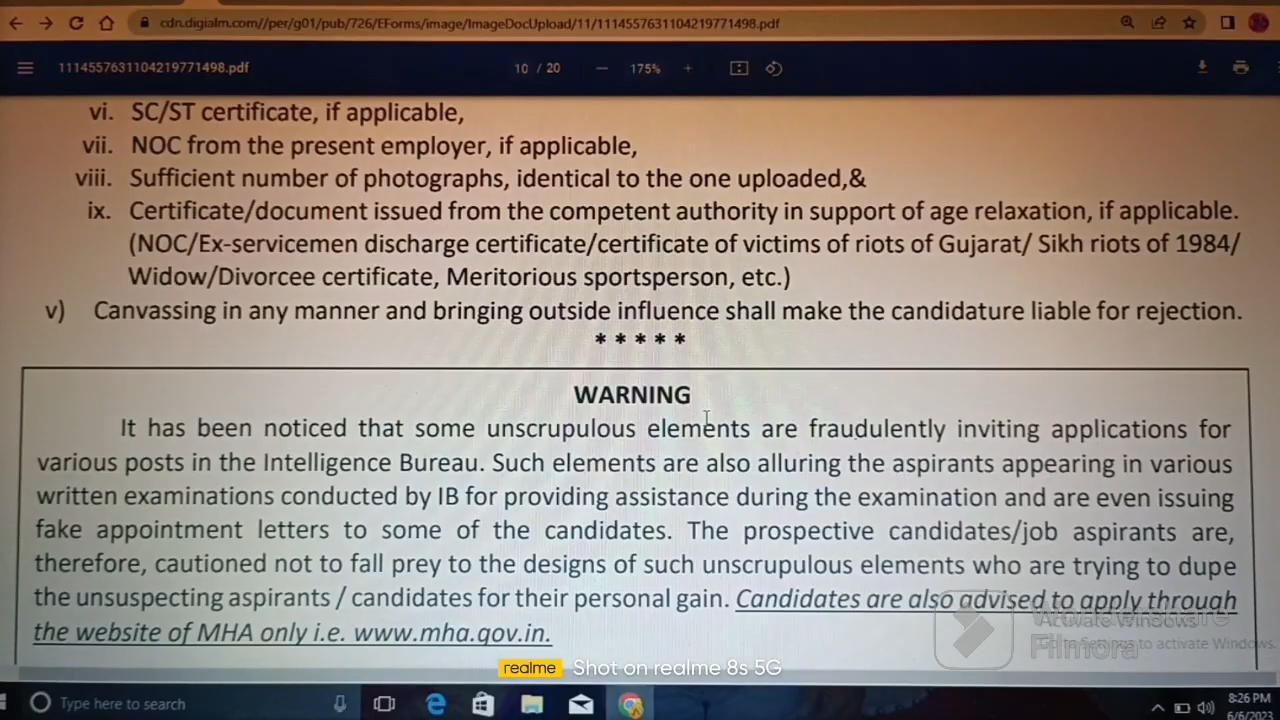 cdn.digialm.com//per/g01/pub/726/EForms/image/ImageDocUpload/11/1114557631104219771498.pdf
1114557631104219771498.pdf
10 / 20
175%
vi. SC/ST certificate, if applicable,
vii. NOC from the present employer, if applicable,
viii. Sufficient number of photographs, identical to the one uploaded,&
ix. Certificate/document issued from the competent authority in support of age relaxation, if applicable.
(NOC/Ex-servicemen discharge certificate/certificate of victims of riots of Gujarat/ Sikh riots of 1984/
Widow/Divorcee certificate, Meritorious sportsperson, etc.)
v) Canvassing in any manner and bringing outside influence shall make the candidature liable for rejection.
* * * * *
WARNING
It has been noticed that some unscrupulous elements are fraudulently inviting applications for
various posts in the Intelligence Bureau. Such elements are also alluring the aspirants appearing in various
written examinations conducted by IB for providing assistance during the examination and are even issuing
fake appointment letters to some of the candidates. The prospective candidates/job aspirants are,
therefore, cautioned not to fall prey to the designs of such unscrupulous elements who are trying to dupe
the unsuspecting aspirants / candidates for their personal gain. Candidates are also advised to apply through
the website of MHA only i.e. www.mha.gov.in.
Wondershare
Filmora
Activate Windows
Go to Settings to activate Windows.
realme Shot on realme 8s 5G
Type here to search
8:26 PM
6/6/2023